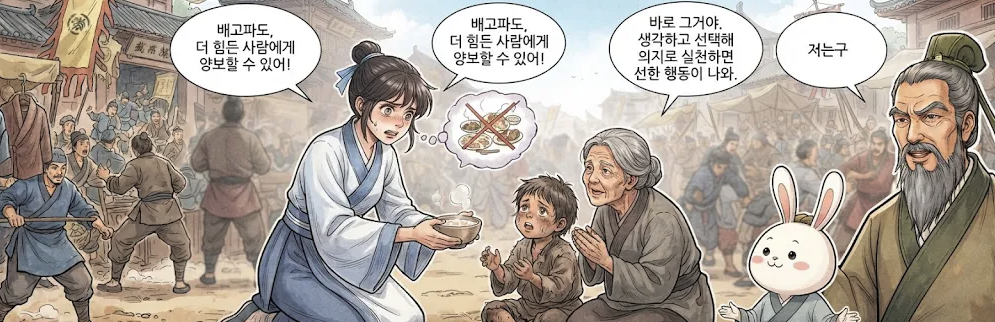 배고파도,
더 힘든 사람에게
양보할 수 있어!
배고파도,
더 힘든 사람에게
양보할 수 있어!
바로 그거야.
생각하고 선택해
의지로 실천하면
선한 행동이 나와.
저는구